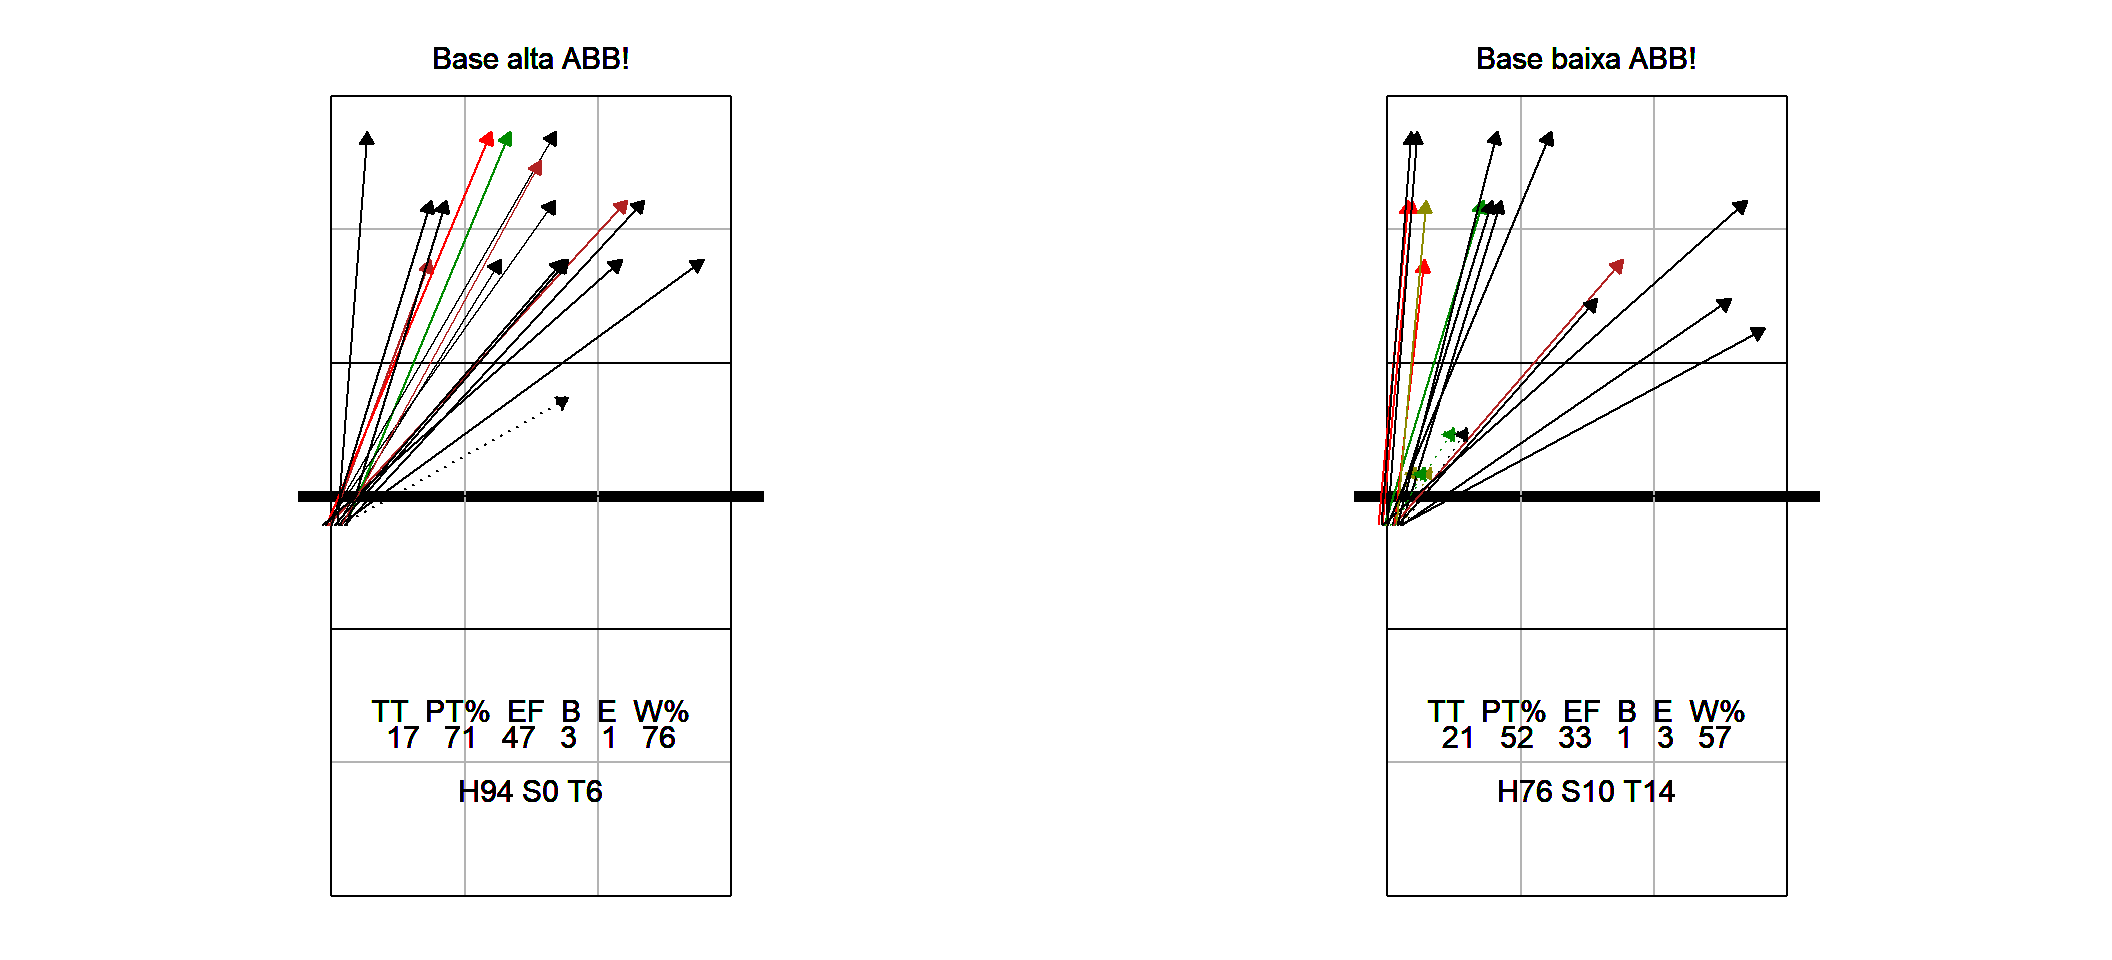 Base alta ABB!
TT PT% EF B E W%
17 71 47 3 1 76
H94 S0 T6
Base baixa ABB!
TT PT% EF B E W%
21 52 33 1 3 57
H76 S10 T14